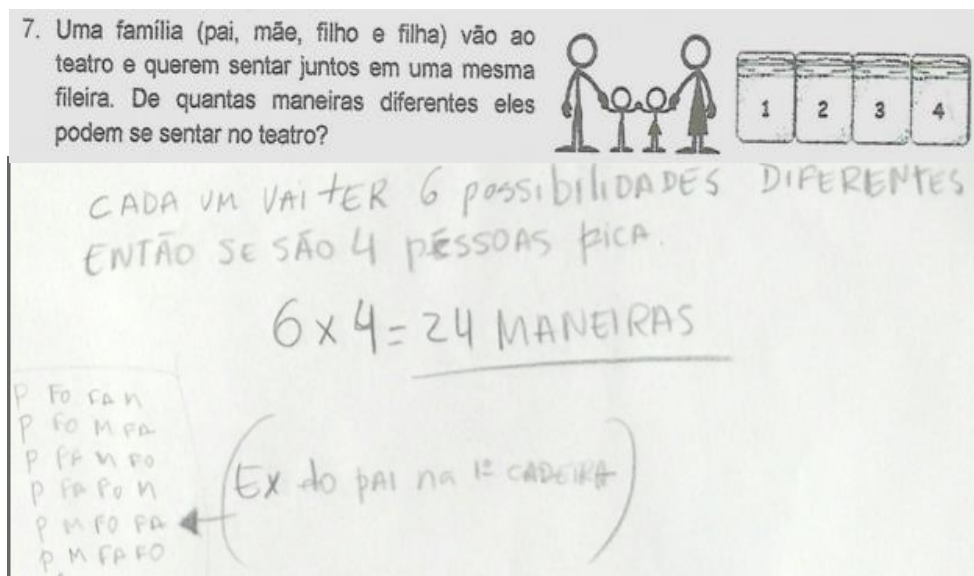 7. Uma família (pai, mãe, filho e filha) vão ao
teatro e querem sentar juntos em uma mesma
fileira. De quantas maneiras diferentes eles
podem se sentar no teatro?
1 2 3 4
CADA UM VAI tER 6 possibiliDADES DIFERENTES
ENTÃO SE SÃO 4 PESSOAS FICA.
6 x 4 = 24 MANEIRAS
P FO FA M
P FO M FA
P FA M FO
P FA FO M
P M FO FA
P M FA FO
(Ex do pAI na 1ª CADEIRA)